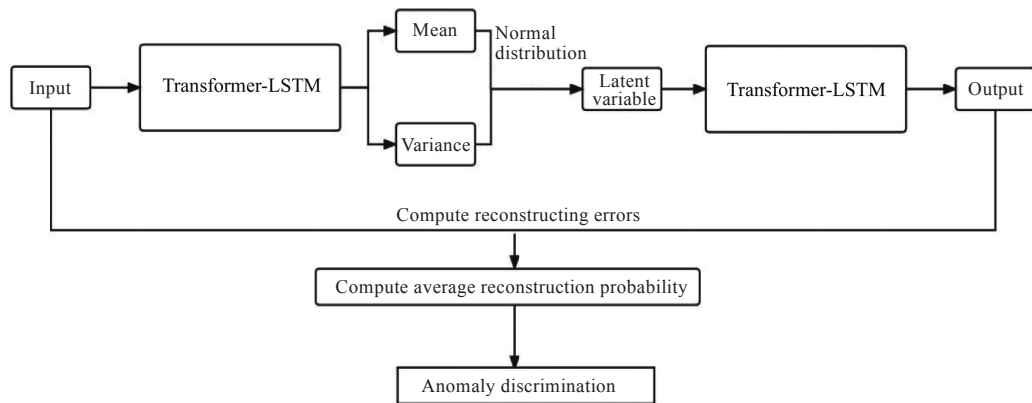 Input
Transformer-LSTM
Mean
Variance
Normal
distribution
Latent
variable
Transformer-LSTM
Output
Compute reconstructing errors
Compute average reconstruction probability
Anomaly discrimination